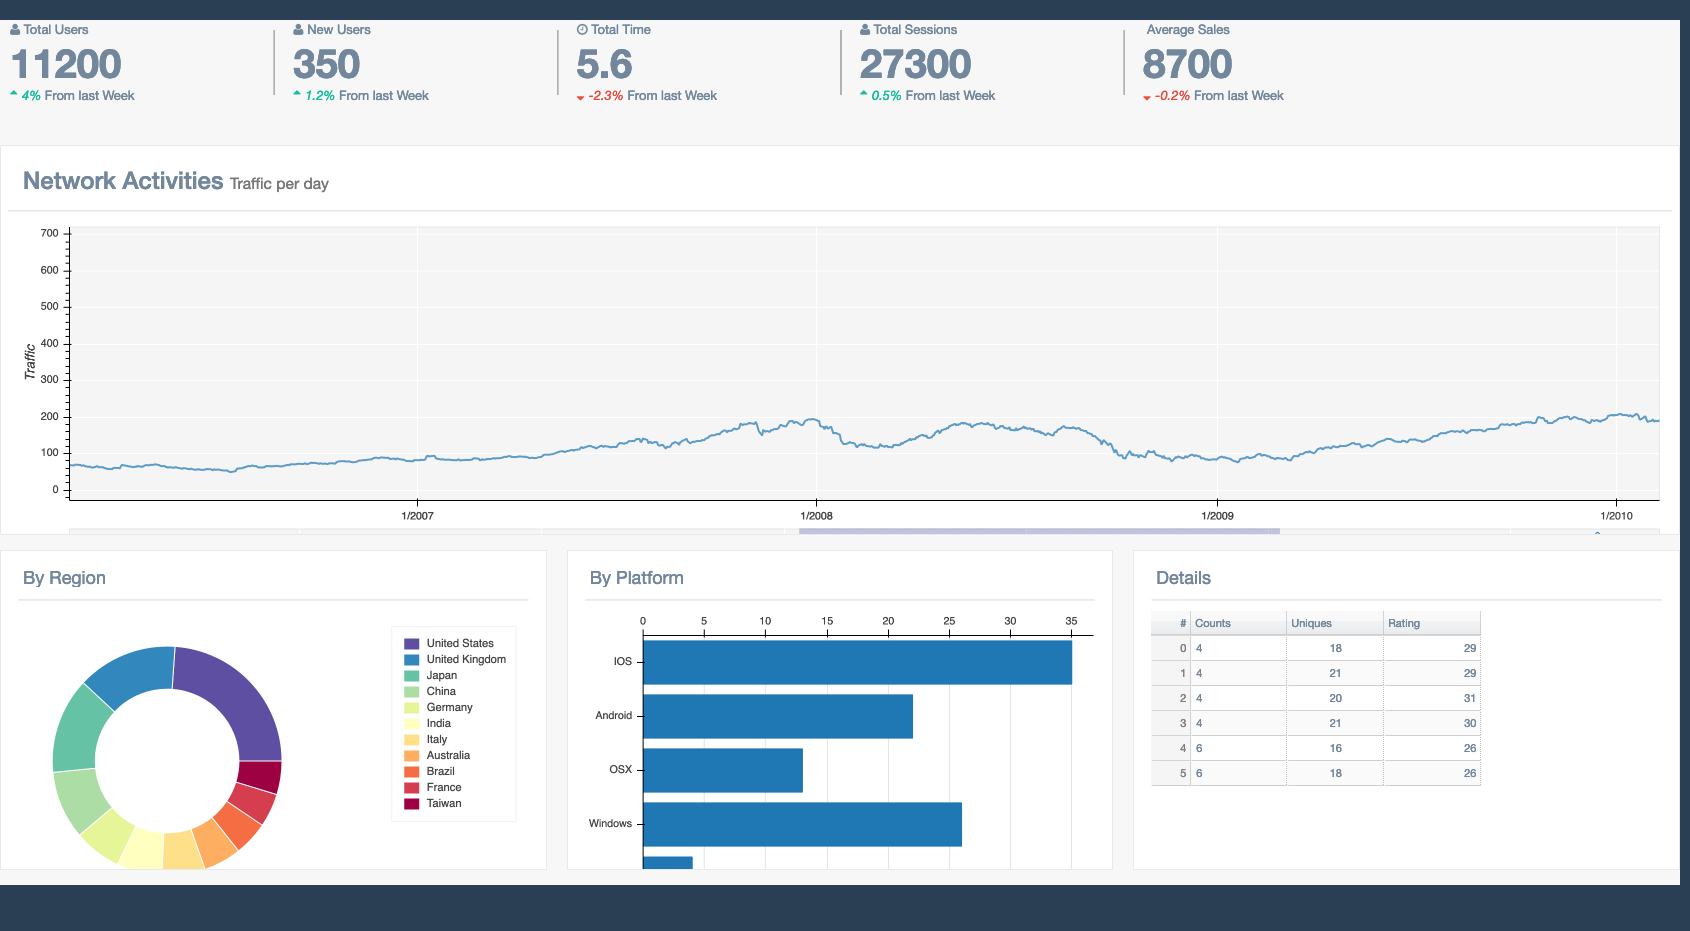 Total Users
11200
4% From last Week
New Users
350
1.2% From last Week
Total Time
5.6
-2.3% From last Week
Total Sessions
27300
0.5% From last Week
Average Sales
8700
-0.2% From last Week
Network Activities Traffic per day
700
600
500
400
300
200
100
0
Traffic
1/2007 1/2008 1/2009 1/2010
By Region
United States
United Kingdom
Japan
China
Germany
India
Italy
Australia
Brazil
France
Taiwan
By Platform
0 5 10 15 20 25 30 35
IOS
Android
OSX
Windows
Details
# Counts Uniques Rating
0 4 18 29
1 4 21 29
2 4 20 31
3 4 21 30
4 6 16 26
5 6 18 26